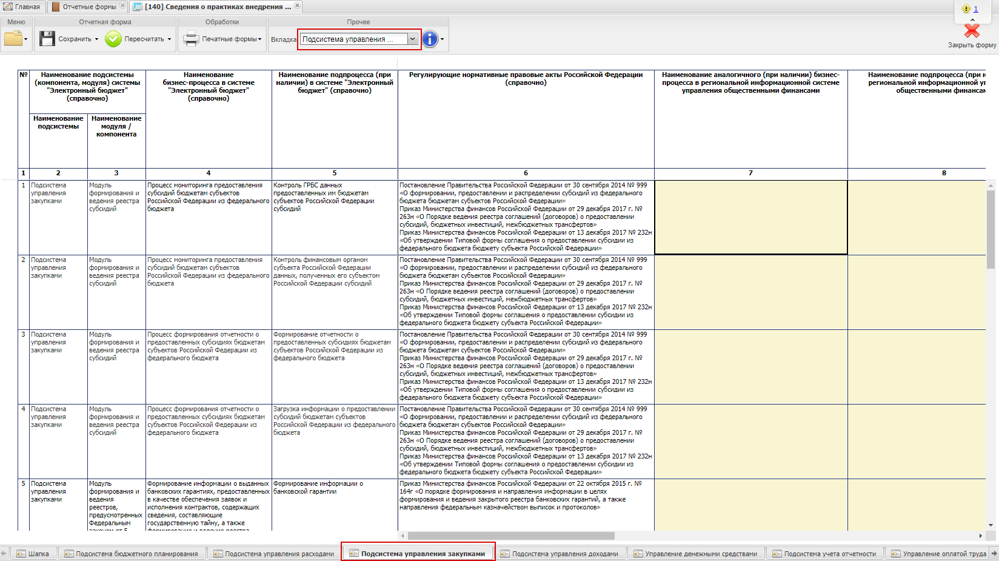 Главная
Отчетные формы
[140] Сведения о практиках внедрения ...
1
Меню
Отчетная форма
Обработки
Прочее
Сохранить
Пересчитать
Печатные формы
Вкладка
Подсистема управления ...
Закрыть форму
№
Наименование подсистемы
(компонента, модуля) системы
"Электронный бюджет"
(справочно)
Наименование
бизнес-процесса в системе
"Электронный бюджет"
(справочно)
Наименование подпроцесса (при
наличии) в системе "Электронный
бюджет" (справочно)
Регулирующие нормативные правовые акты Российской Федерации
(справочно)
Наименование аналогичного (при наличии) бизнес-
процесса в региональной информационной системе
управления общественными финансами
Наименование подпроцесса (при н
региональной информационной уп
общественными финансам
Наименование
подсистемы
Наименование
модуля /
компонента
1 2 3 4 5 6 7 8
1
Подсистема
управления
закупками
Модуль
формирования и
ведения реестра
субсидий
Процесс мониторинга предоставления
субсидий бюджетам субъектов
Российской Федерации из федерального
бюджета
Контроль ГРБС данных
предоставленных им бюджетам
субъектов Российской Федерации
субсидий
Постановление Правительства Российской Федерации от 30 сентября 2014 № 999
«О формировании, предоставлении и распределении субсидий из федерального
бюджета бюджетам субъектов Российской Федерации»
Приказ Министерства финансов Российской Федерации от 29 декабря 2017 г. №
263н «О Порядке ведения реестра соглашений (договоров) о предоставлении
субсидий, бюджетных инвестиций, межбюджетных трансфертов»
Приказ Министерства финансов Российской Федерации от 13 декабря 2017 № 232н
«Об утверждении Типовой формы соглашения о предоставлении субсидии из
федерального бюджета бюджету субъекта Российской Федерации»
2
Подсистема
управления
закупками
Модуль
формирования и
ведения реестра
субсидий
Процесс мониторинга предоставления
субсидий бюджетам субъектов
Российской Федерации из федерального
бюджета
Контроль финансовым органом
субъекта Российской Федерации
данных, полученных его субъектом
Российской Федерации субсидий
Постановление Правительства Российской Федерации от 30 сентября 2014 № 999
«О формировании, предоставлении и распределении субсидий из федерального
бюджета бюджетам субъектов Российской Федерации»
Приказ Министерства финансов Российской Федерации от 29 декабря 2017 г. №
263н «О Порядке ведения реестра соглашений (договоров) о предоставлении
субсидий, бюджетных инвестиций, межбюджетных трансфертов»
Приказ Министерства финансов Российской Федерации от 13 декабря 2017 № 232н
«Об утверждении Типовой формы соглашения о предоставлении субсидии из
федерального бюджета бюджету субъекта Российской Федерации»
3
Подсистема
управления
закупками
Модуль
формирования и
ведения реестра
субсидий
Процесс формирования отчетности о
предоставленных субсидиях бюджетам
субъектов Российской Федерации из
федерального бюджета
Формирование отчетности о
предоставленных субсидиях бюджетам
субъектов Российской Федерации из
федерального бюджета
Постановление Правительства Российской Федерации от 30 сентября 2014 № 999
«О формировании, предоставлении и распределении субсидий из федерального
бюджета бюджетам субъектов Российской Федерации»
Приказ Министерства финансов Российской Федерации от 29 декабря 2017 г. №
263н «О Порядке ведения реестра соглашений (договоров) о предоставлении
субсидий, бюджетных инвестиций, межбюджетных трансфертов»
Приказ Министерства финансов Российской Федерации от 13 декабря 2017 № 232н
«Об утверждении Типовой формы соглашения о предоставлении субсидии из
федерального бюджета бюджету субъекта Российской Федерации»
4
Подсистема
управления
закупками
Модуль
формирования и
ведения реестра
субсидий
Процесс формирования отчетности о
предоставленных субсидиях бюджетам
субъектов Российской Федерации из
федерального бюджета
Загрузка информации о предоставлении
субсидий бюджетам субъектов
Российской Федерации из федерального
бюджета
Постановление Правительства Российской Федерации от 30 сентября 2014 № 999
«О формировании, предоставлении и распределении субсидий из федерального
бюджета бюджетам субъектов Российской Федерации»
Приказ Министерства финансов Российской Федерации от 29 декабря 2017 г. №
263н «О Порядке ведения реестра соглашений (договоров) о предоставлении
субсидий, бюджетных инвестиций, межбюджетных трансфертов»
Приказ Министерства финансов Российской Федерации от 13 декабря 2017 № 232н
«Об утверждении Типовой формы соглашения о предоставлении субсидии из
федерального бюджета бюджету субъекта Российской Федерации»
5
Подсистема
управления
закупками
Модуль
формирования и
ведения
реестров,
предусмотренных
Федеральным
законом от 5
Формирование информации о выданных
банковских гарантиях, предоставленных
в качестве обеспечения заявок и
исполнения контрактов, содержащих
сведения, составляющие
государственную тайну, а также
формирование и ведение реестра
Формирование информации о
банковской гарантии
Приказ Министерства финансов Российской Федерации от 22 октября 2015 г. №
164г «О порядке формирования и направления информации в целях
формирования и ведения закрытого реестра банковских гарантий, а также
направления федеральным казначейством выписок и протоколов»
Шапка
Подсистема бюджетного планирования
Подсистема управления расходами
Подсистема управления закупками
Подсистема управления доходами
Управление денежными средствами
Подсистема учета отчетности
Управление оплатой труда